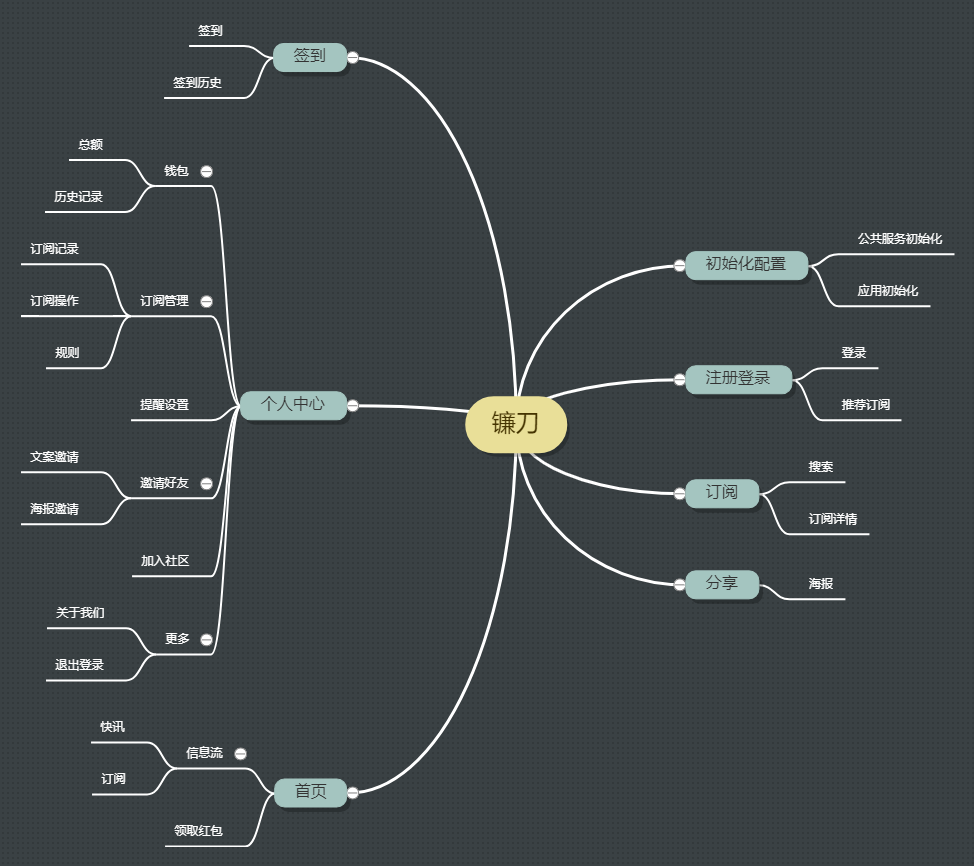 镰刀
初始化配置
公共服务初始化
应用初始化
注册登录
登录
推荐订阅
订阅
搜索
订阅详情
分享
海报
签到
签到
签到历史
个人中心
钱包
总额
历史记录
订阅管理
订阅记录
订阅操作
规则
提醒设置
邀请好友
文案邀请
海报邀请
加入社区
更多
关于我们
退出登录
首页
信息流
快讯
订阅
领取红包